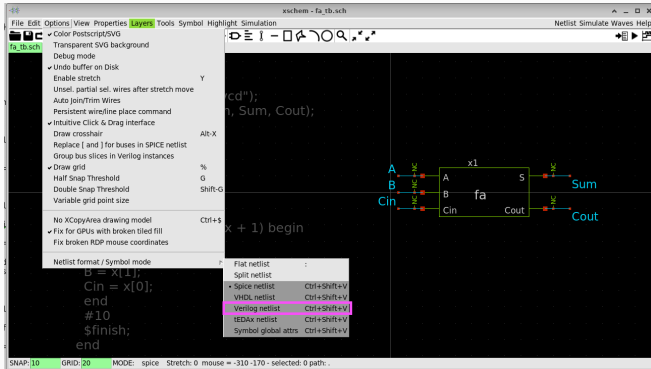 xschem - fa_tb.sch
File Edit Options View Properties Layers Tools Symbol Highlight Simulation
Netlist Simulate Waves Help
fa_tb.sch
Color Postscript/SVG
Transparent SVG background
Debug mode
Undo buffer on Disk
Enable stretch Y
Unsel. partial sel. wires after stretch move
Auto Join/Trim Wires
Persistent wire/line place command
Intuitive Click & Drag interface
Draw crosshair Alt-X
Replace [ and ] for buses in SPICE netlist
Group bus slices in Verilog instances
Draw grid %
Half Snap Threshold G
Double Snap Threshold Shift-G
Variable grid point size
No XCopyArea drawing model Ctrl+$
Fix for GPUs with broken tiled fill
Fix broken RDP mouse coordinates
Netlist format / Symbol mode
Flat netlist :
Split netlist
Spice netlist Ctrl+Shift+V
VHDL netlist Ctrl+Shift+V
Verilog netlist Ctrl+Shift+V
tEDAx netlist Ctrl+Shift+V
Symbol global attrs Ctrl+Shift+V
vcd");
, Sum, Cout);
x + 1) begin
B = x[1];
Cin = x[0];
end
#10
$finish;
end
x1
A NC A S NC Sum
B NC B fa
Cin NC Cin Cout NC Cout
SNAP: 10 GRID: 20 MODE: spice Stretch: 0 mouse = -310 -170 - selected: 0 path: .